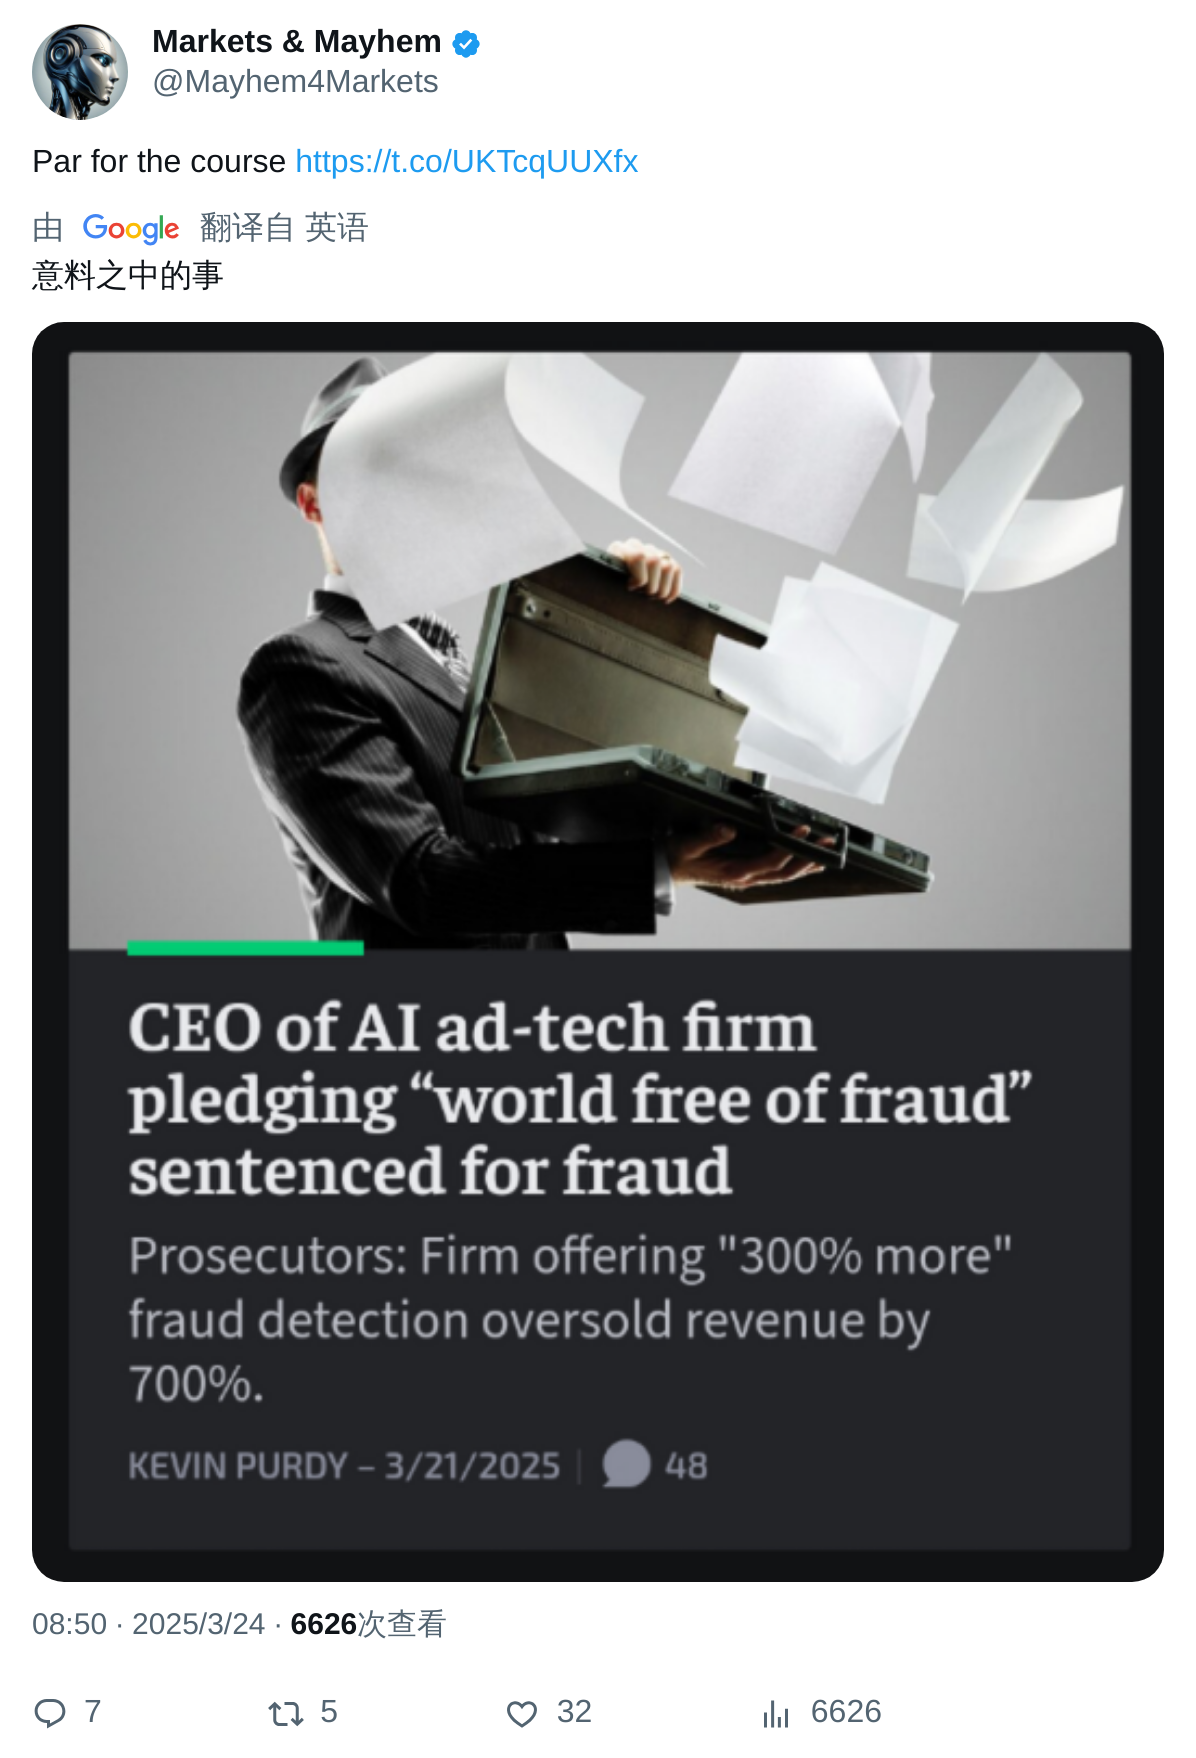 Markets & Mayhem
@Mayhem4Markets
Par for the course https://t.co/UKTcqUUXfx
由 Google 翻译自 英语
意料之中的事
CEO of AI ad-tech firm
pledging “world free of fraud”
sentenced for fraud
Prosecutors: Firm offering "300% more"
fraud detection oversold revenue by
700%.
KEVIN PURDY – 3/21/2025 | 48
08:50 · 2025/3/24 · 6626次查看
7 5 32 6626